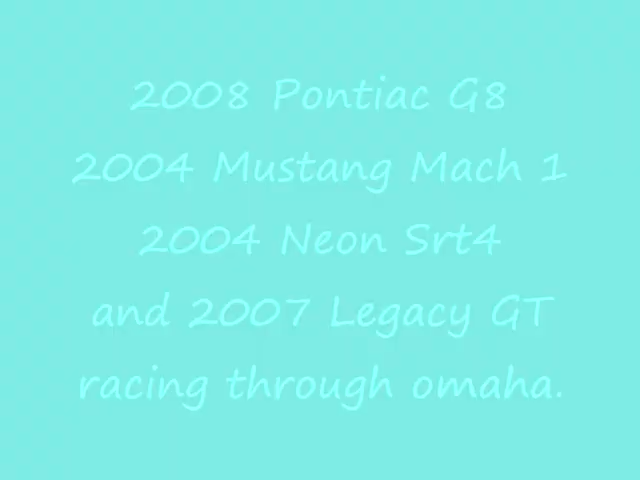 2008 Pontiac G8
2004 Mustang Mach 1
2004 Neon Srt4
and 2007 Legacy GT
racing through omaha.